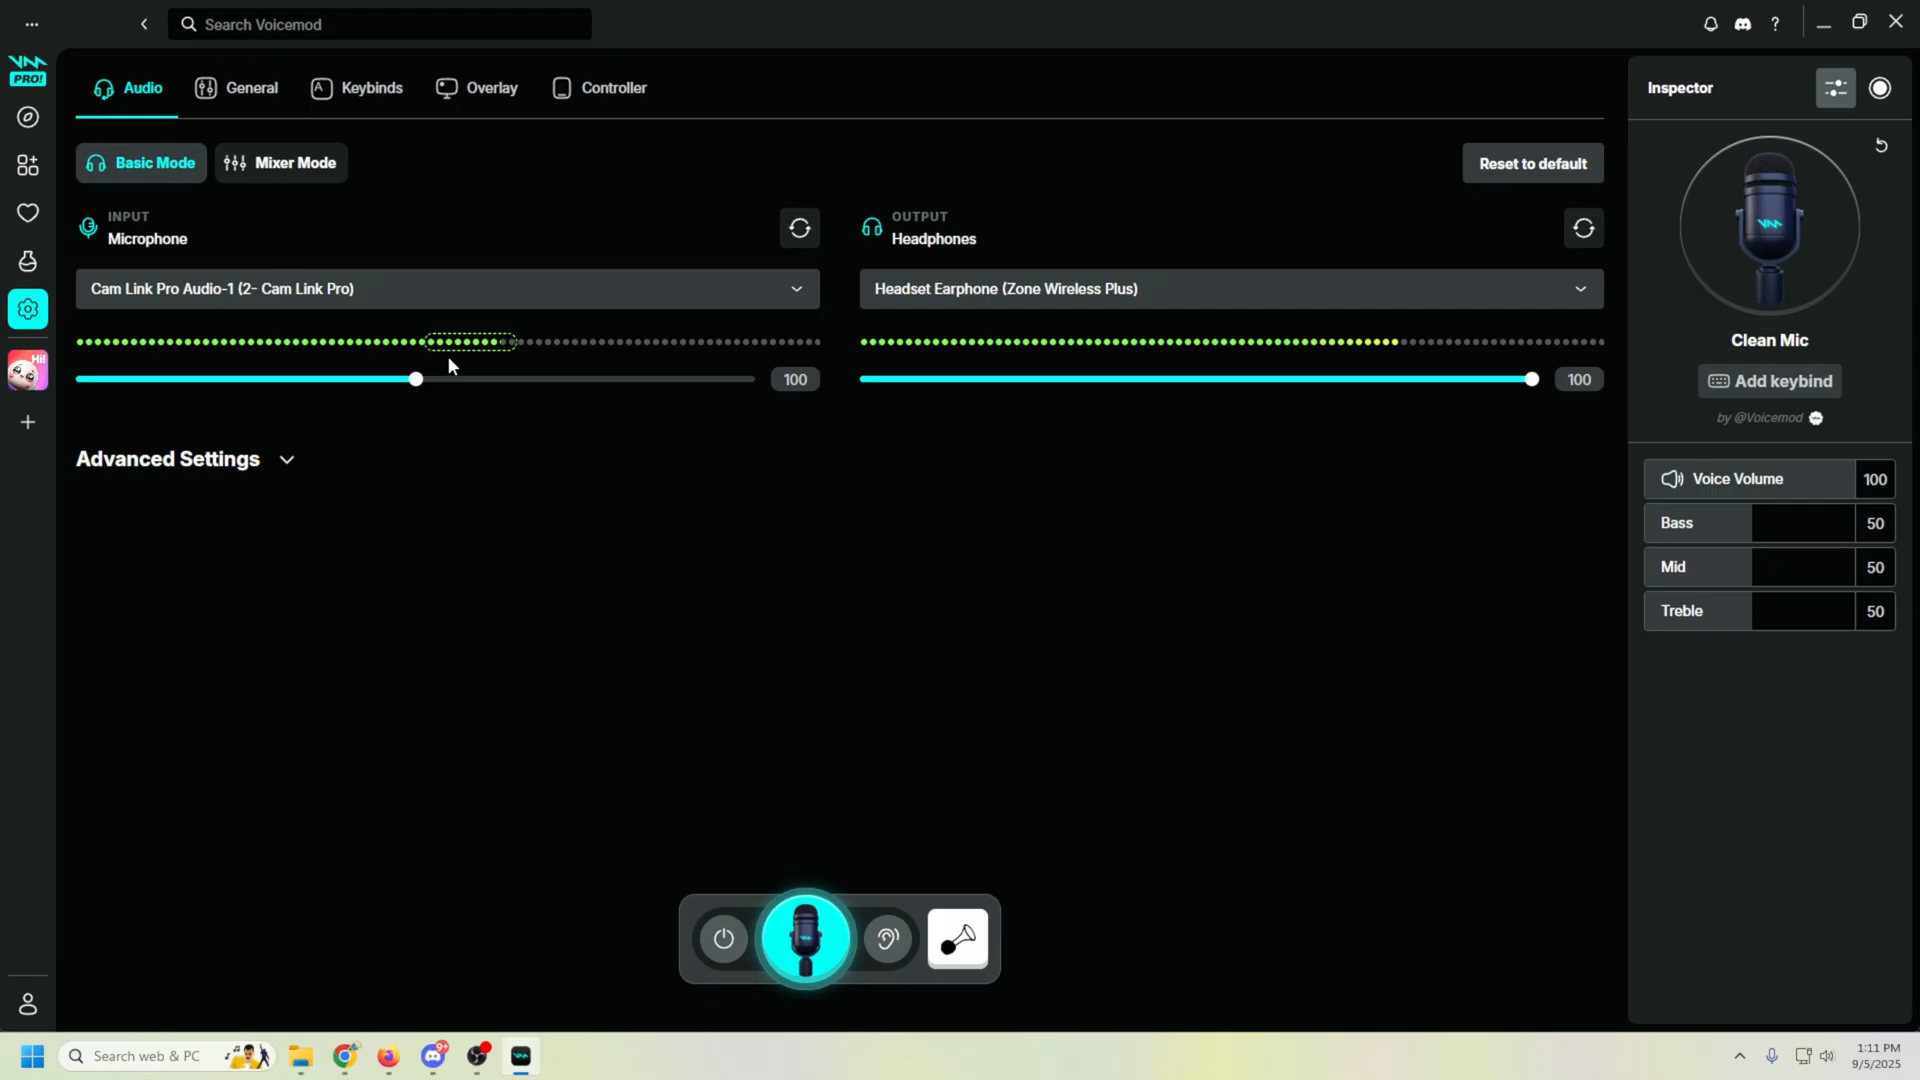 Search Voicemod
PRO!
Audio
General
Keybinds
Overlay
Controller
Basic Mode
Mixer Mode
Reset to default
INPUT
Microphone
OUTPUT
Headphones
Cam Link Pro Audio-1 (2- Cam Link Pro)
Headset Earphone (Zone Wireless Plus)
100
100
Advanced Settings
Hi!
Inspector
Clean Mic
Add keybind
by @Voicemod
Voice Volume 100
Bass 50
Mid 50
Treble 50
Search web & PC
9+
1:11 PM
9/5/2025